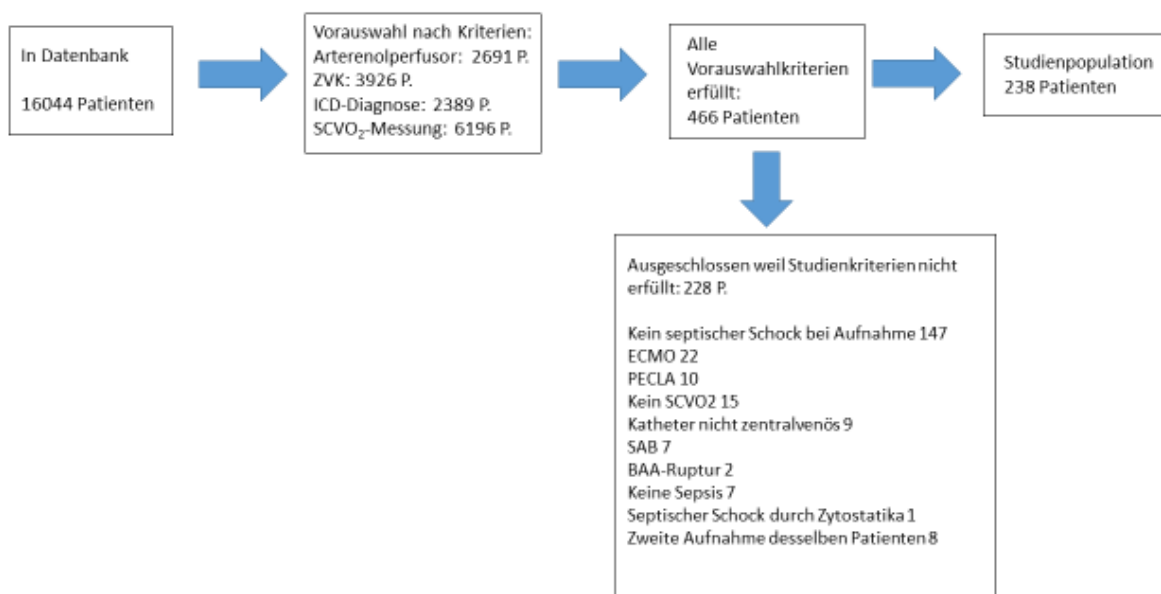 In Datenbank
16044 Patienten
Vorauswahl nach Kriterien:
Arterenolperfusor: 2691 P.
ZVK: 3926 P.
ICD-Diagnose: 2389 P.
SCVO₂-Messung: 6196 P.
Alle
Vorauswahlkriterien
erfüllt:
466 Patienten
Studienpopulation
238 Patienten
Ausgeschlossen weil Studienkriterien nicht
erfüllt: 228 P.
Kein septischer Schock bei Aufnahme 147
ECMO 22
PECLA 10
Kein SCVO2 15
Katheter nicht zentralvenös 9
SAB 7
BAA-Ruptur 2
Keine Sepsis 7
Septischer Schock durch Zytostatika 1
Zweite Aufnahme desselben Patienten 8